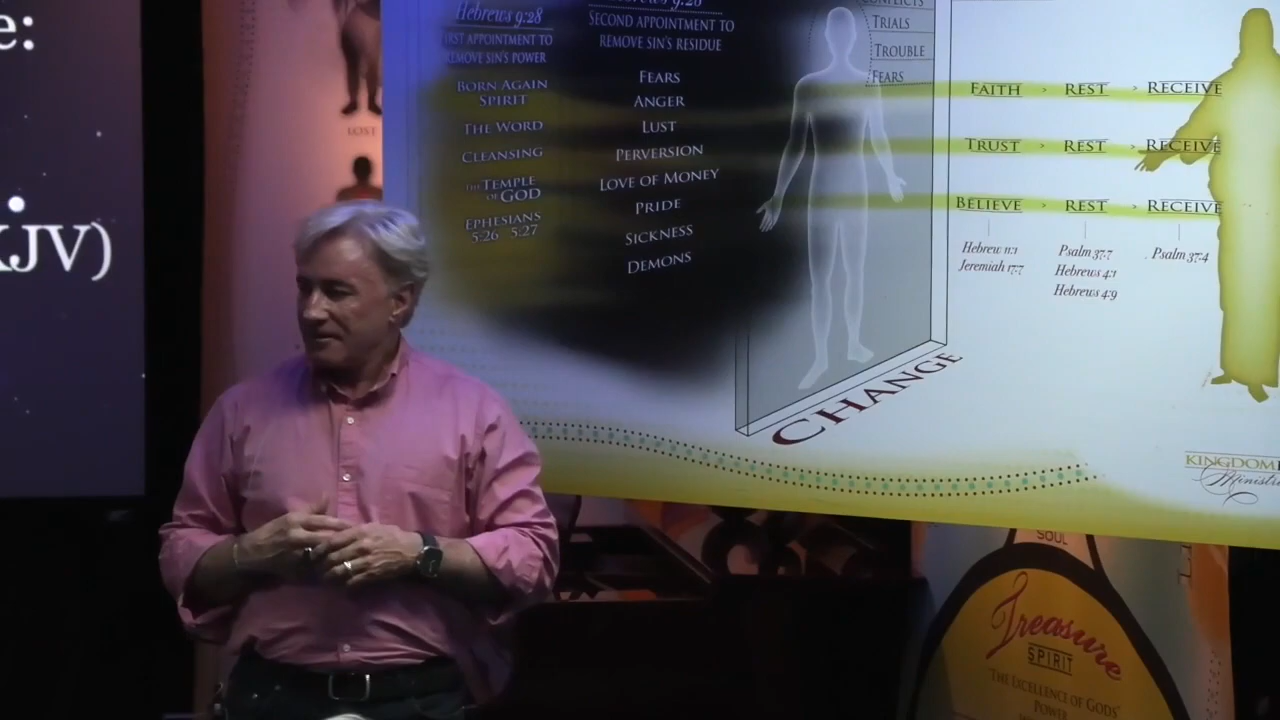 e:
KJV)
LOST
Hebrews 9:28
FIRST APPOINTMENT TO
REMOVE SIN'S POWER
BORN AGAIN
SPIRIT
THE WORD
CLEANSING
THE TEMPLE
OF GOD
EPHESIANS
5:26 5:27
Hebrews 9:28
SECOND APPOINTMENT TO
REMOVE SIN'S RESIDUE
FEARS
ANGER
LUST
PERVERSION
LOVE OF MONEY
PRIDE
SICKNESS
DEMONS
CONFLICTS
TRIALS
TROUBLE
FEARS
FAITH > REST > RECEIVE
TRUST > REST > RECEIVE
BELIEVE > REST > RECEIVE
Hebrew 11:1
Jeremiah 17:7
Psalm 37:7
Hebrews 4:1
Hebrews 4:9
Psalm 37:4
CHANGE
KINGDOM
SOUL
Treasure
SPIRIT
THE EXCELLENCE OF GODS'
POWER